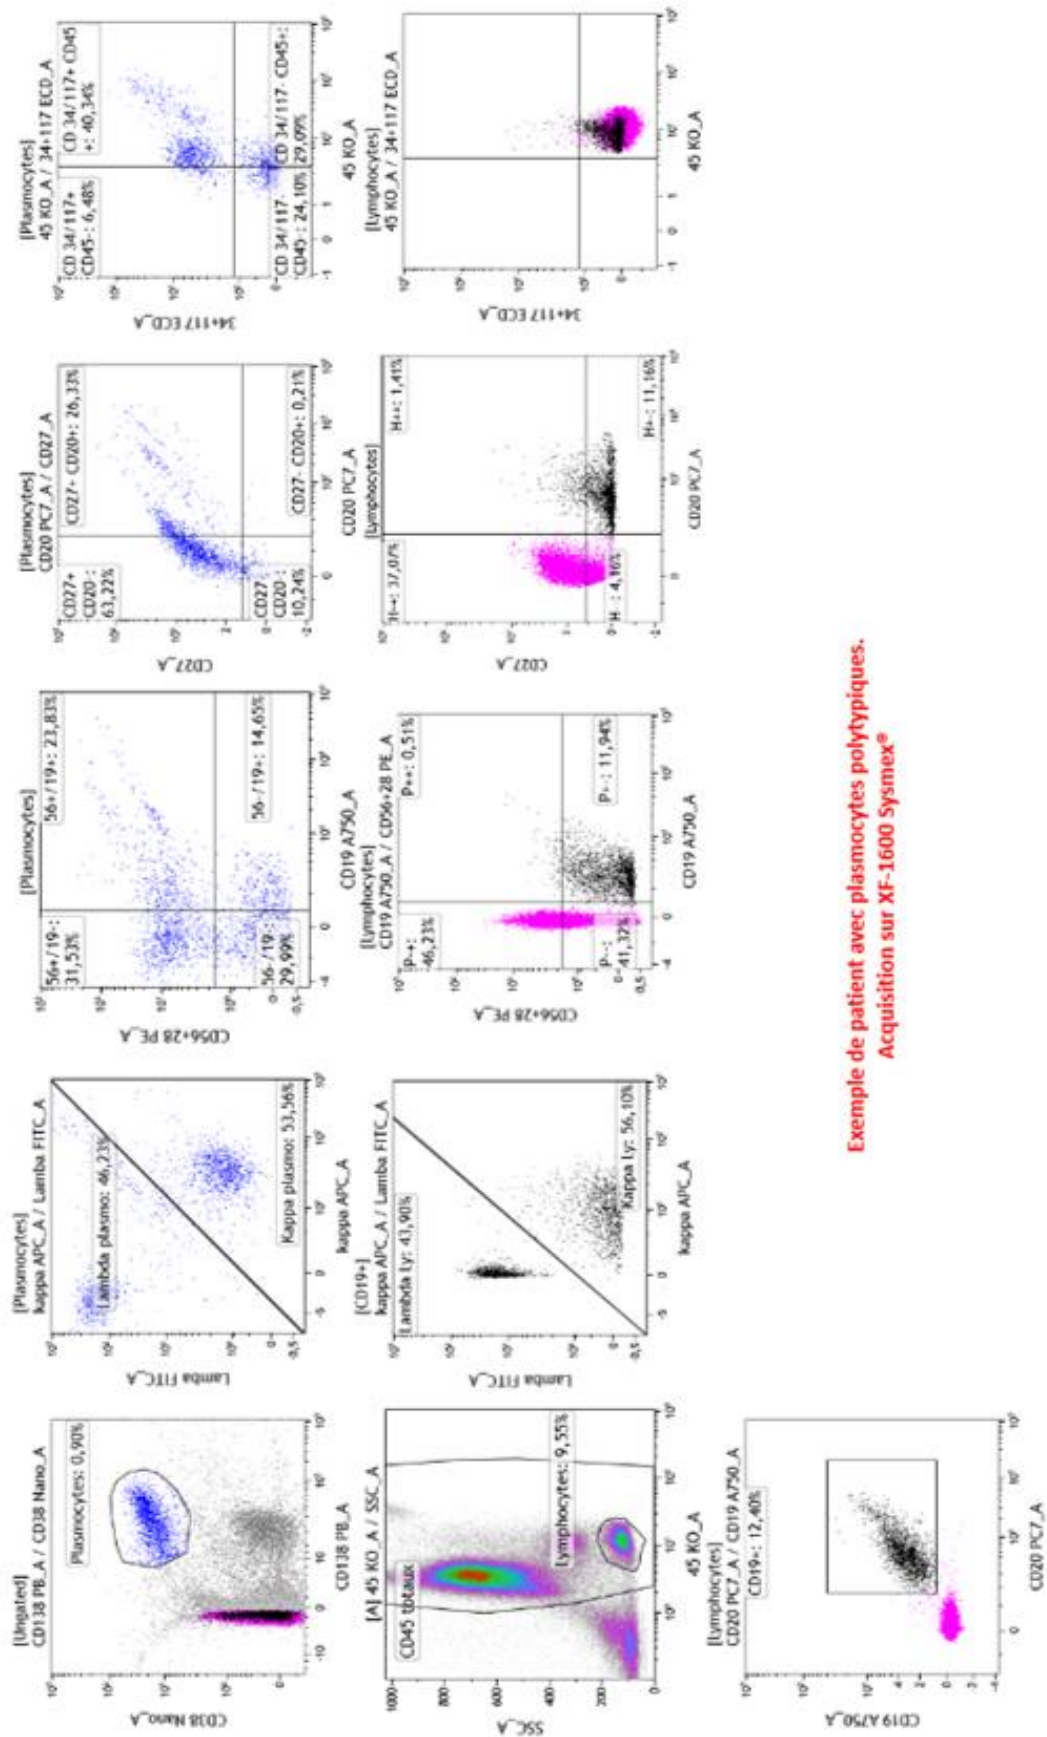 [Ungated]
CD138 PB_A / CD38 Nano_A
Plasmocytes: 0,90%
CD38 Nano_A
CD138 PB_A
[Plasmocytes]
kappa APC_A / Lamba FITC_A
Lambda plasmo: 46,23%
Kappa plasmo: 53,56%
Lamba FITC_A
kappa APC_A
[Plasmocytes]
56+/19-:
31,53%
56+/19+: 23,83%
56-/19-:
29,99%
56-/19+: 14,65%
CD56+28 PE_A
CD19 A750_A
[Plasmocytes]
CD20 PC7_A / CD27_A
CD27+
CD20-:
63,22%
CD27+ CD20+: 26,33%
CD27-
CD20-:
10,24%
CD27- CD20+: 0,21%
CD27_A
CD20 PC7_A
[Plasmocytes]
45 KO_A / 34+117 ECD_A
CD 34/117+
CD45-: 6,48%
CD 34/117+ CD45
+: 40,34%
CD 34/117-
CD45-: 24,10%
CD 34/117- CD45+:
29,09%
34+117 ECD_A
45 KO_A
[A] 45 KO_A / SSC_A
CD45 totaux
Lymphocytes: 9,55%
SSC_A
45 KO_A
[CD19+]
kappa APC_A / Lamba FITC_A
Lambda Ly: 43,90%
Kappa Ly: 56,10%
Lamba FITC_A
kappa APC_A
[Lymphocytes]
CD19 A750_A / CD56+28 PE_A
P-+:
46,23%
P++: 0,51%
P--:
41,32%
P+-: 11,94%
CD56+28 PE_A
CD19 A750_A
[Lymphocytes]
H-+: 37,07%
H++: 1,41%
H--: 4,16%
H+-: 11,16%
CD27_A
CD20 PC7_A
[Lymphocytes]
45 KO_A / 34+117 ECD_A
34+117 ECD_A
45 KO_A
[Lymphocytes]
CD20 PC7_A / CD19 A750_A
CD19+: 12,40%
CD19 A750_A
CD20 PC7_A
Exemple de patient avec plasmocytes polytypiques.
Acquisition sur XF-1600 Sysmex®